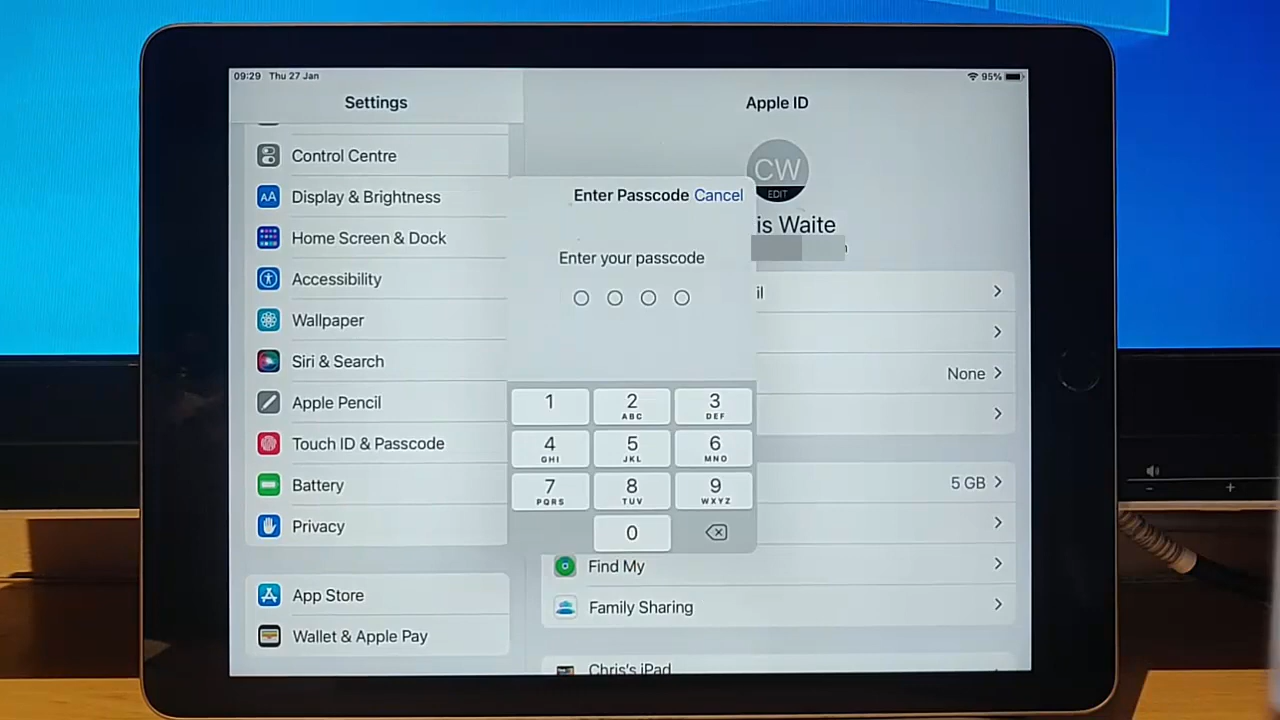 09:29 Thu 27 Jan
95%
Settings
Apple ID
Control Centre
Display & Brightness
Home Screen & Dock
Accessibility
Wallpaper
Siri & Search
Apple Pencil
Touch ID & Passcode
Battery
Privacy
App Store
Wallet & Apple Pay
CW
EDIT
is Waite
Enter Passcode Cancel
Enter your passcode
1
2
ABC
3
DEF
4
GHI
5
JKL
6
MNO
7
PQRS
8
TUV
9
WXYZ
0
il
None
5 GB
Find My
Family Sharing
Chris's iPad